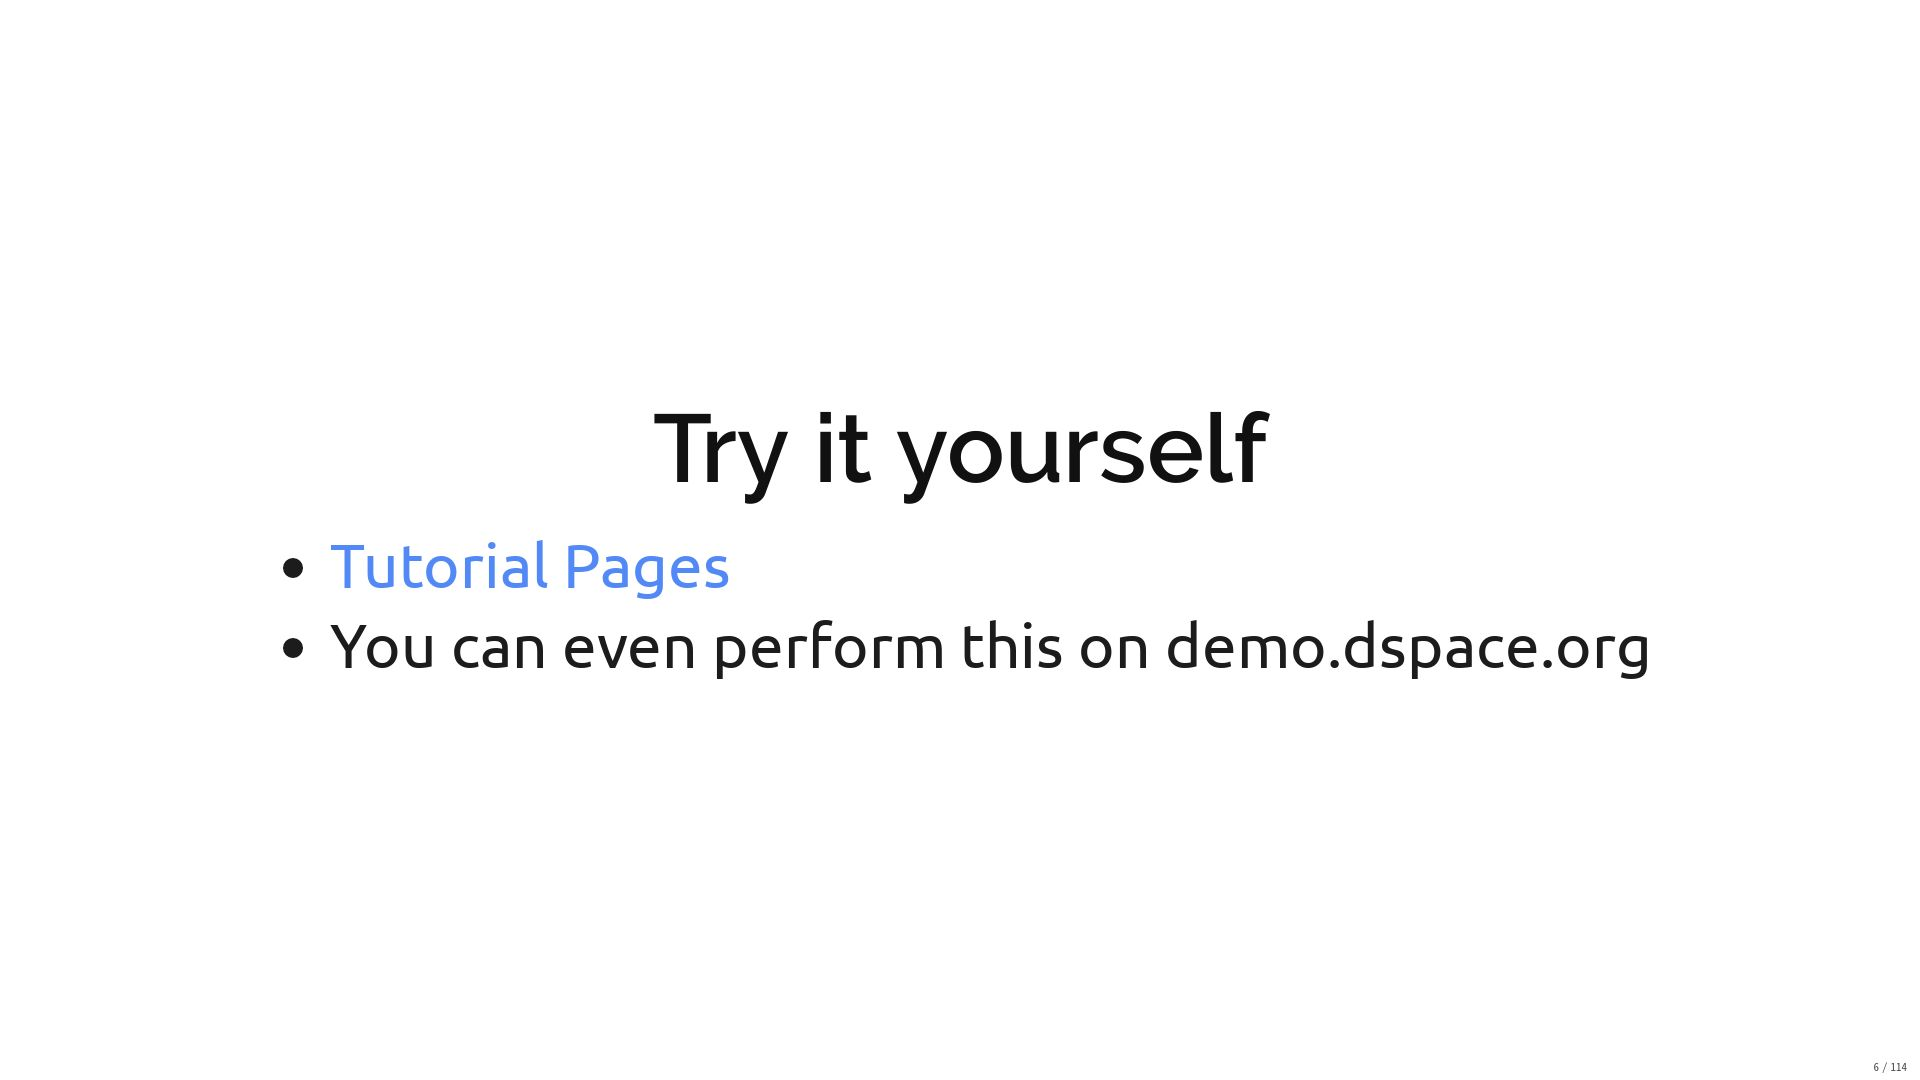 Try it yourself
• Tutorial Pages
• You can even perform this on demo.dspace.org
6 / 114